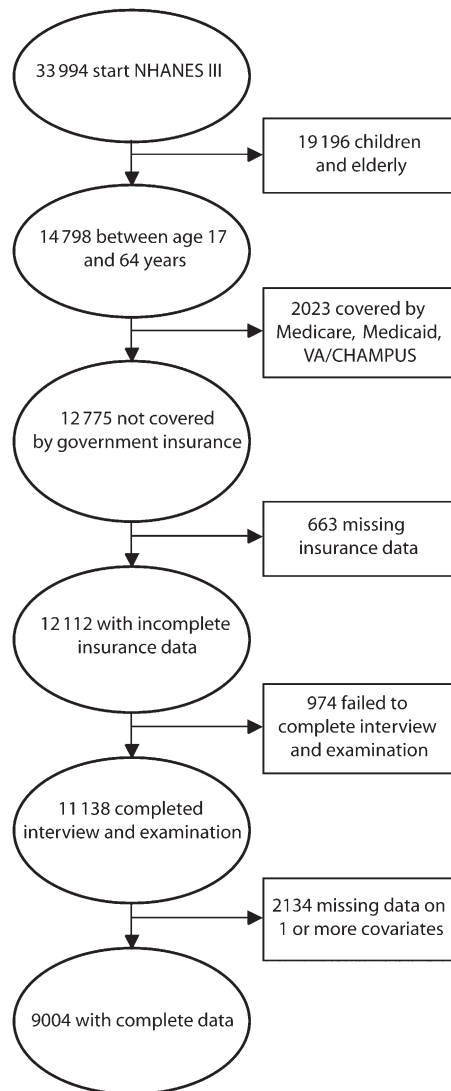 33 994 start NHANES III
19 196 children
and elderly
14 798 between age 17
and 64 years
2023 covered by
Medicare, Medicaid,
VA/CHAMPUS
12 775 not covered
by government insurance
663 missing
insurance data
12 112 with incomplete
insurance data
974 failed to
complete interview
and examination
11 138 completed
interview and examination
2134 missing data on
1 or more covariates
9004 with complete data